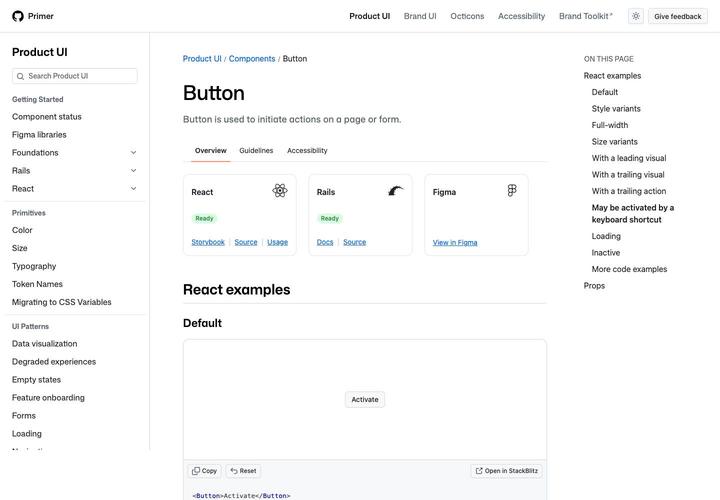 Primer
Product UI
Brand UI
Octicons
Accessibility
Brand Toolkit
Give feedback
Product UI
Search Product UI
Getting Started
Component status
Figma libraries
Foundations
Rails
React
Primitives
Color
Size
Typography
Token Names
Migrating to CSS Variables
UI Patterns
Data visualization
Degraded experiences
Empty states
Feature onboarding
Forms
Loading
Product UI / Components / Button
Button
Button is used to initiate actions on a page or form.
Overview
Guidelines
Accessibility
React
Ready
Storybook | Source | Usage
Rails
Ready
Docs | Source
Figma
View in Figma
React examples
Default
Activate
Copy
Reset
Open in StackBlitz
<Button>Activate</Button>
ON THIS PAGE
React examples
Default
Style variants
Full-width
Size variants
With a leading visual
With a trailing visual
With a trailing action
May be activated by a
keyboard shortcut
Loading
Inactive
More code examples
Props